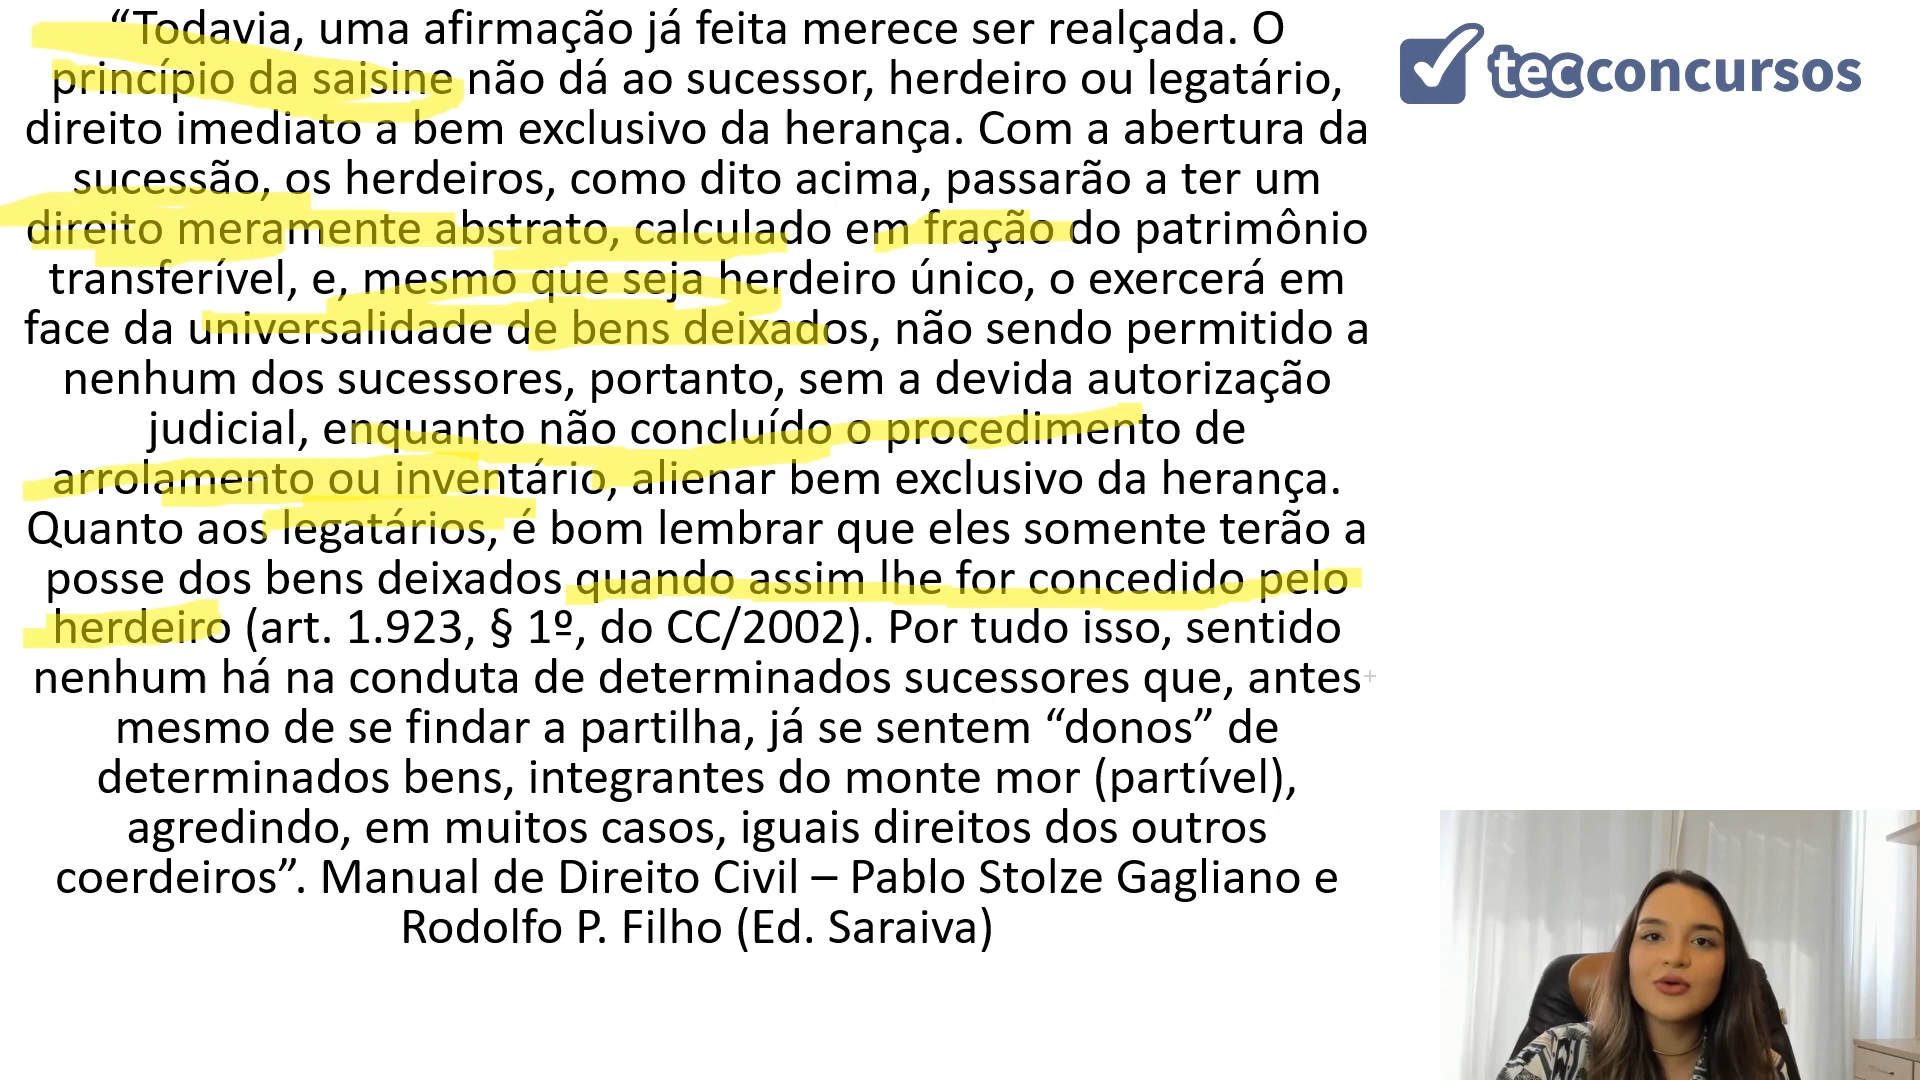 “Todavia, uma afirmação já feita merece ser realçada. O
princípio da saisine não dá ao sucessor, herdeiro ou legatário,
direito imediato a bem exclusivo da herança. Com a abertura da
sucessão, os herdeiros, como dito acima, passarão a ter um
direito meramente abstrato, calculado em fração do patrimônio
transferível, e, mesmo que seja herdeiro único, o exercerá em
face da universalidade de bens deixados, não sendo permitido a
nenhum dos sucessores, portanto, sem a devida autorização
judicial, enquanto não concluído o procedimento de
arrolamento ou inventário, alienar bem exclusivo da herança.
Quanto aos legatários, é bom lembrar que eles somente terão a
posse dos bens deixados quando assim lhe for concedido pelo
herdeiro (art. 1.923, § 1º, do CC/2002). Por tudo isso, sentido
nenhum há na conduta de determinados sucessores que, antes
mesmo de se findar a partilha, já se sentem “donos” de
determinados bens, integrantes do monte mor (partível),
agredindo, em muitos casos, iguais direitos dos outros
coerdeiros”. Manual de Direito Civil – Pablo Stolze Gagliano e
Rodolfo P. Filho (Ed. Saraiva)
tecconcursos